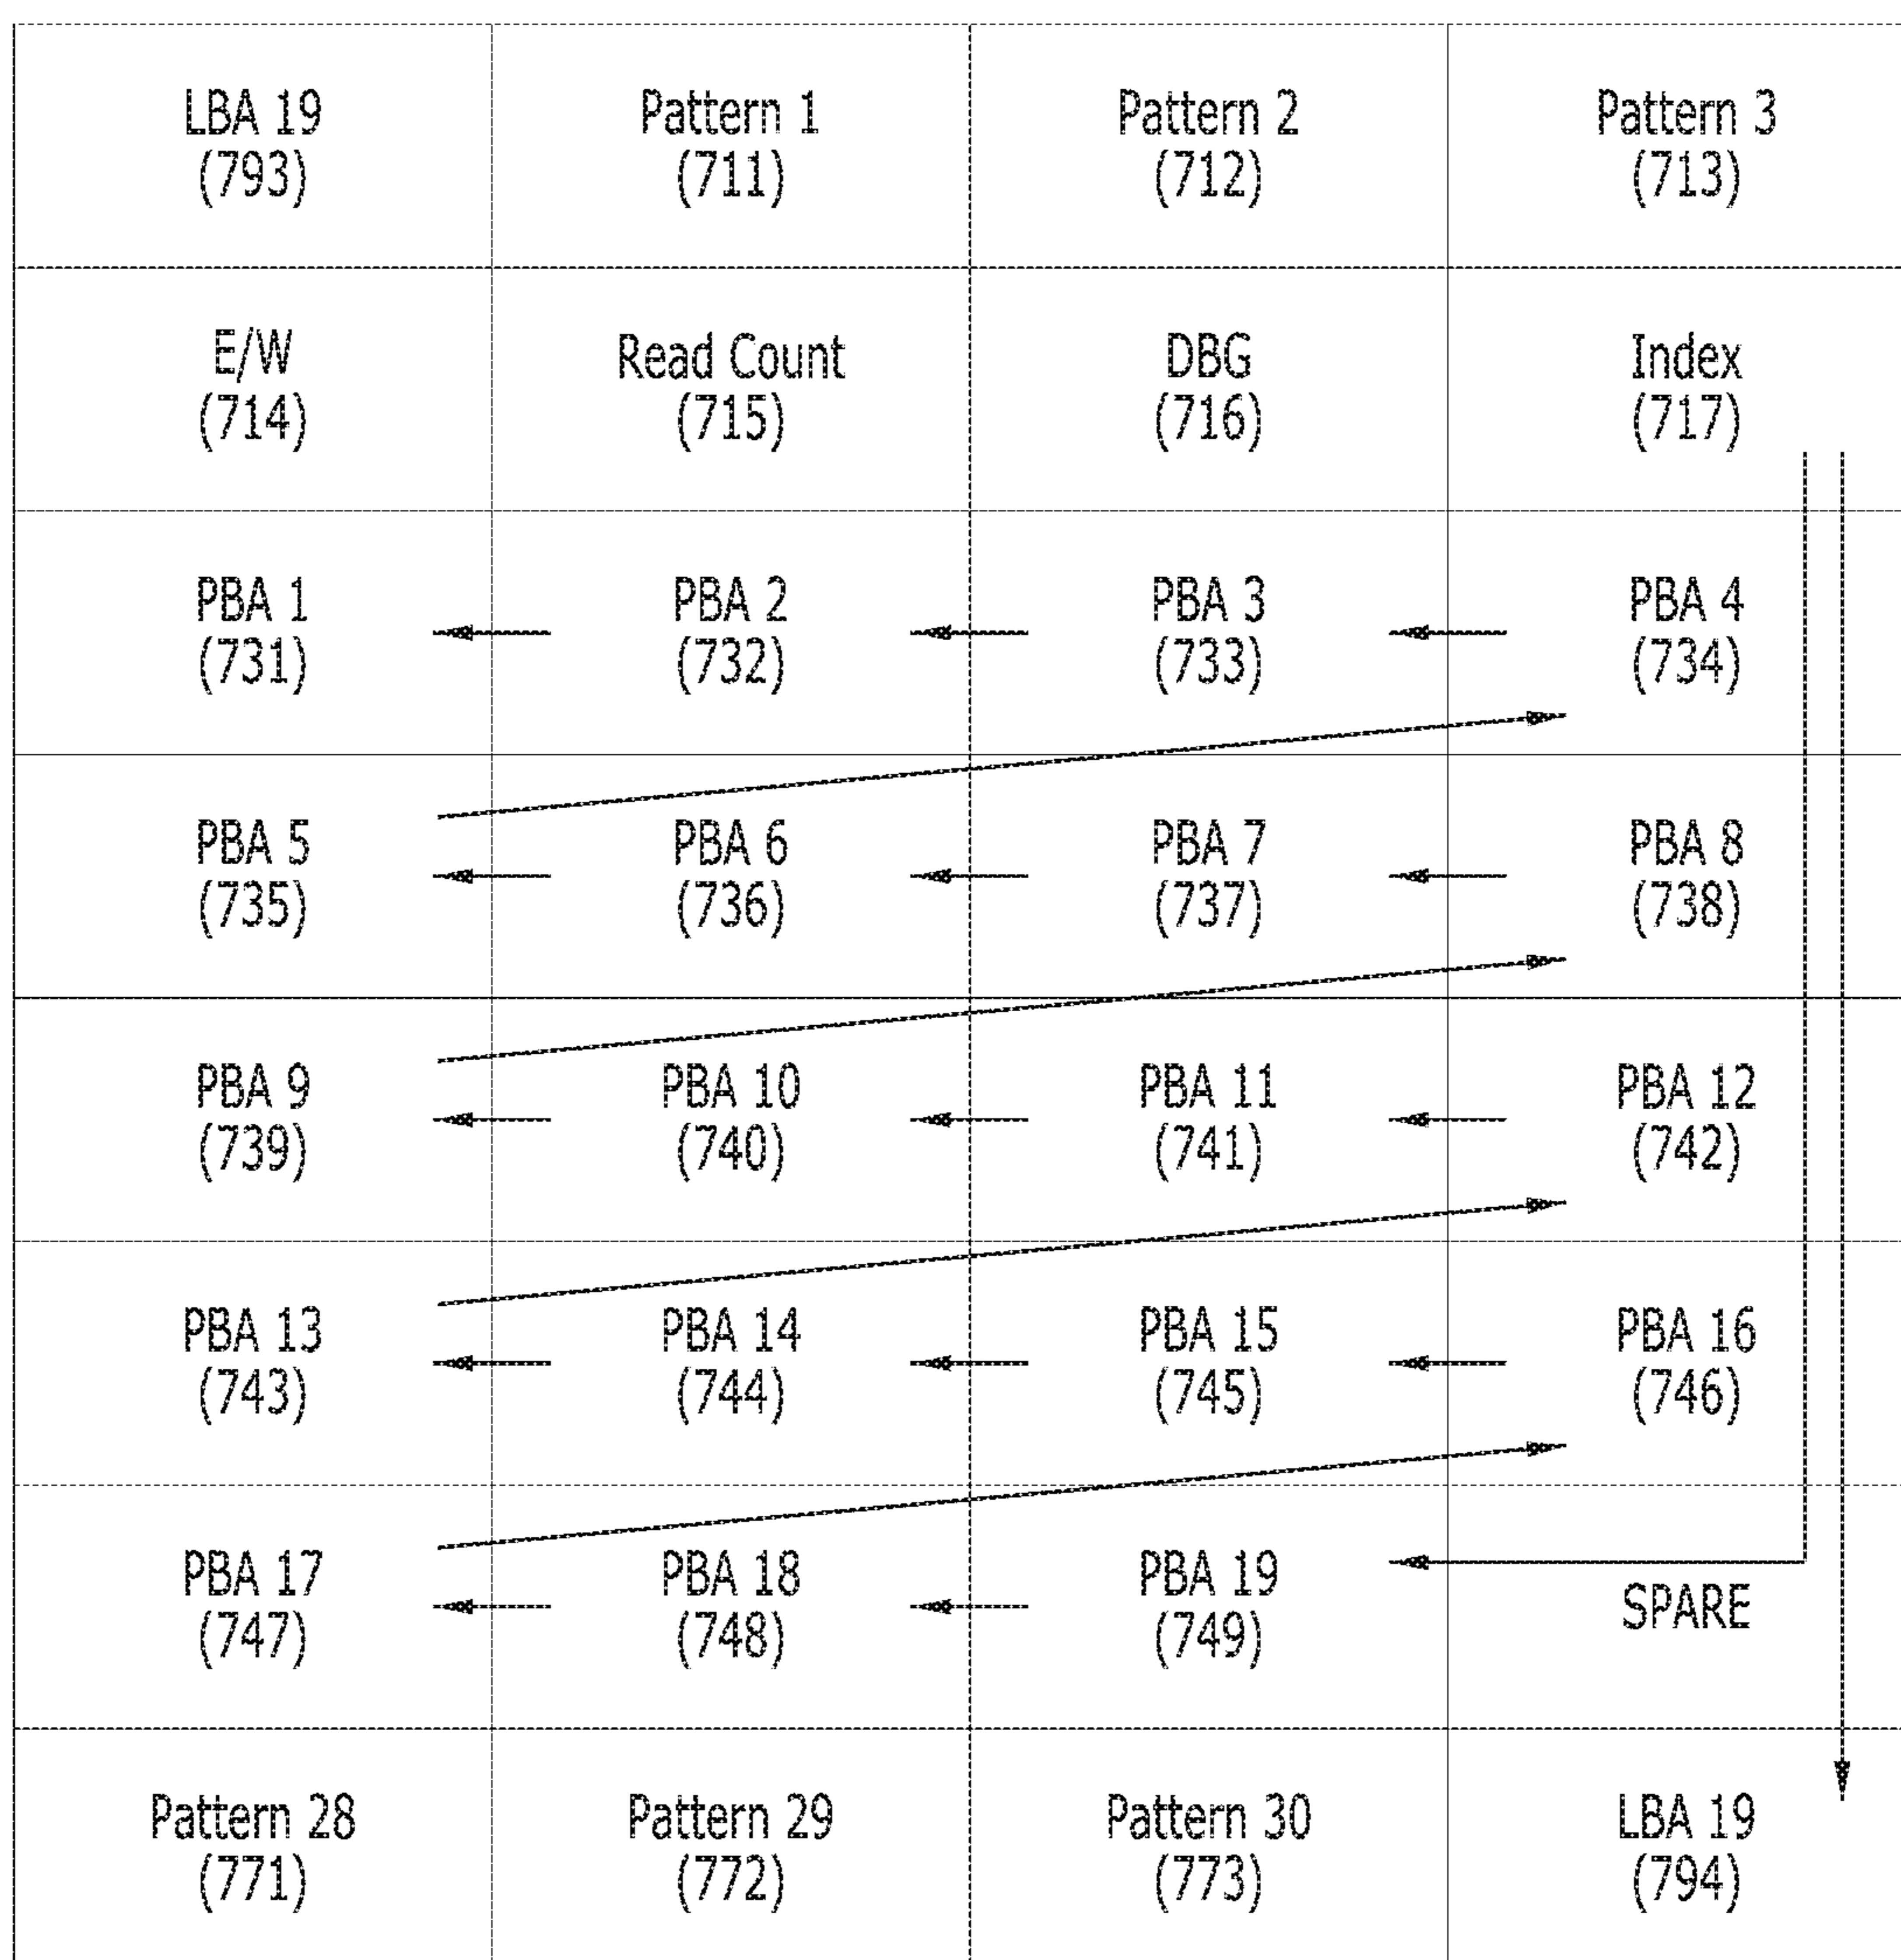 LBA 19
(793)
Pattern 1
(711)
Pattern 2
(712)
Pattern 3
(713)
E/W
(714)
Read Count
(715)
DBG
(716)
Index
(717)
PBA 1
(731)
PBA 2
(732)
PBA 3
(733)
PBA 4
(734)
PBA 5
(735)
PBA 6
(736)
PBA 7
(737)
PBA 8
(738)
PBA 9
(739)
PBA 10
(740)
PBA 11
(741)
PBA 12
(742)
PBA 13
(743)
PBA 14
(744)
PBA 15
(745)
PBA 16
(746)
PBA 17
(747)
PBA 18
(748)
PBA 19
(749)
SPARE
Pattern 28
(771)
Pattern 29
(772)
Pattern 30
(773)
LBA 19
(794)